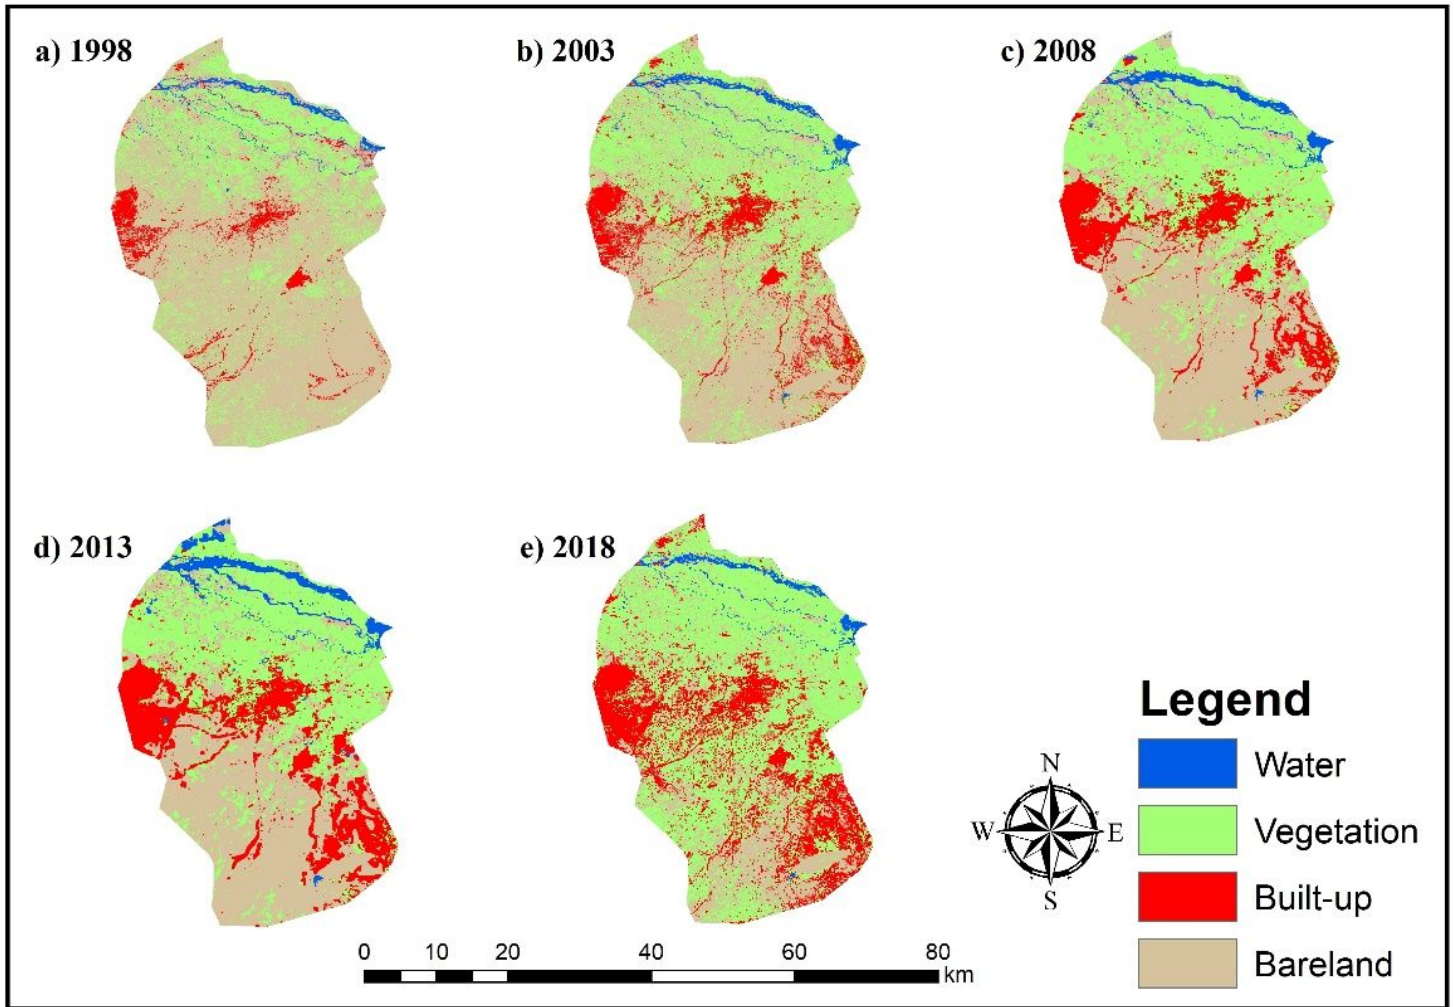 a) 1998
b) 2003
c) 2008
d) 2013
e) 2018
Legend
Water
Vegetation
Built-up
Bareland
N
W E
S
0 10 20 40 60 80
km